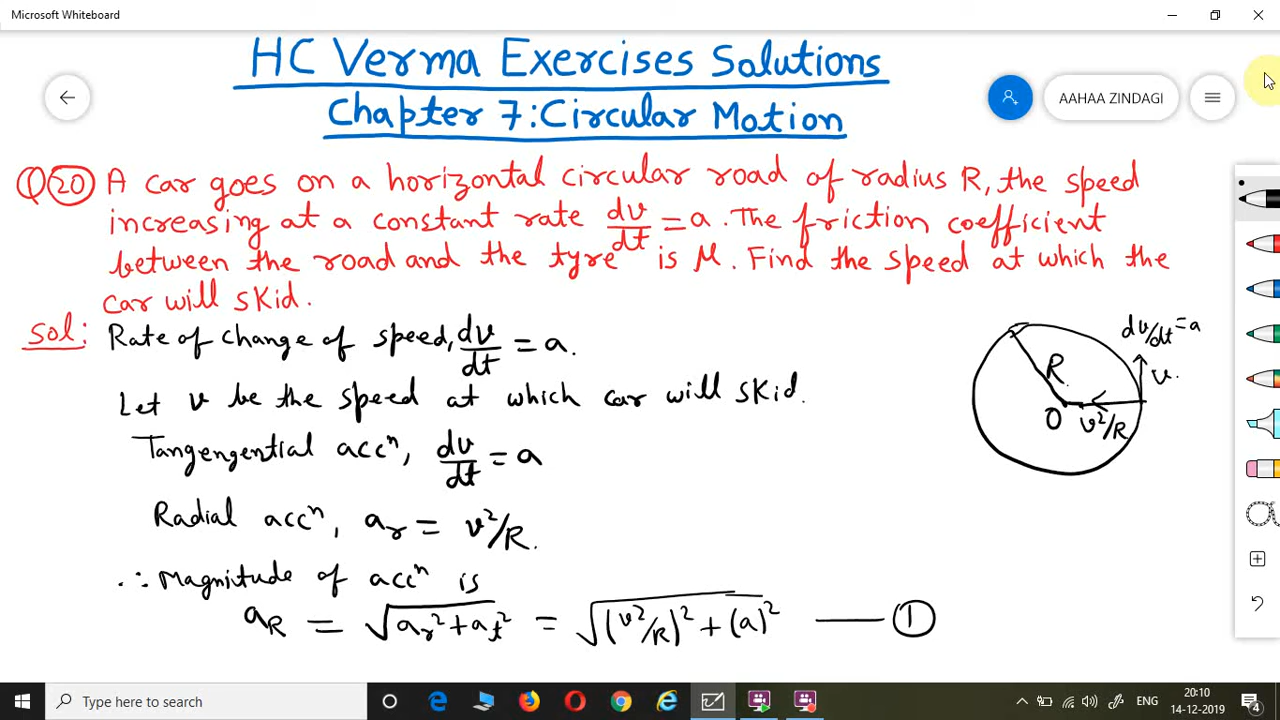 Microsoft Whiteboard
HC Verma Exercises Solutions
Chapter 7:Circular Motion
AAHAA ZINDAGI
Q 20 A car goes on a horizontal circular road of radius R, the speed
increasing at a constant rate dv/dt = a. The friction coefficient
between the road and the tyre is μ. Find the speed at which the
car will skid.
Sol: Rate of change of speed, dv/dt = a.
Let v be the speed at which car will skid.
Tangengential accⁿ, dv/dt = a
Radial accⁿ, aᵣ = v²/R.
∴ Magnitude of accⁿ is
a_R = √(aᵣ² + aₜ²) = √((v²/R)² + (a)²) —— ①
dv/dt = a
R
v.
O
v²/R
Type here to search
ENG
20:10
14-12-2019
4